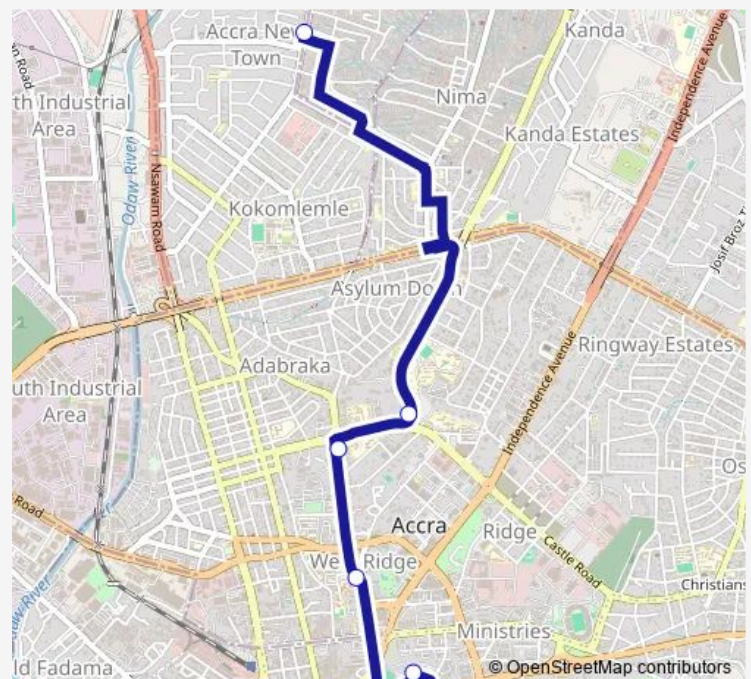 Accra New
Town
Kanda
Independence Avenue
Nima
th Industrial
Area
Kanda Estates
Odaw River
Nsawam Road
Kokomlemle
Asylum Do
Ringway Estates
Adabraka
uth Industrial
Area
Independence Avenue
Os
Road
Accra
Ridge
Castle Road
We
Ridge
Christians
Ministries
ld Fadama
© OpenStreetMap contributors